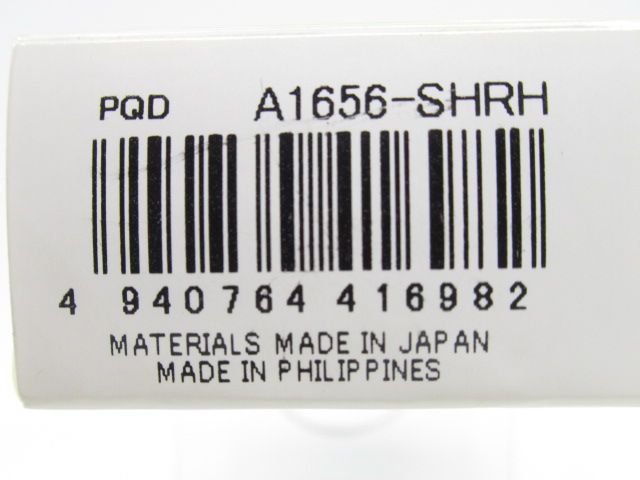 PQD A1656-SHRH
4 940764 416982
MATERIALS MADE IN JAPAN
MADE IN PHILIPPINES